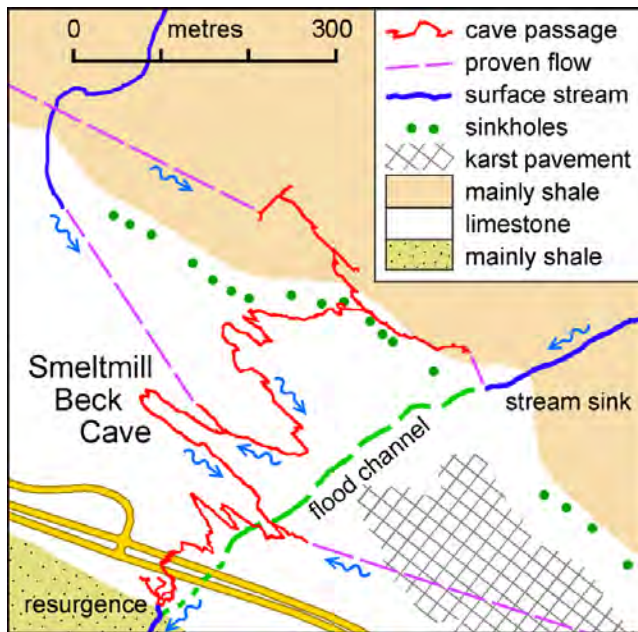 0 metres 300
cave passage
proven flow
surface stream
sinkholes
karst pavement
mainly shale
limestone
mainly shale
Smeltmill
Beck
Cave
stream sink
flood channel
resurgence